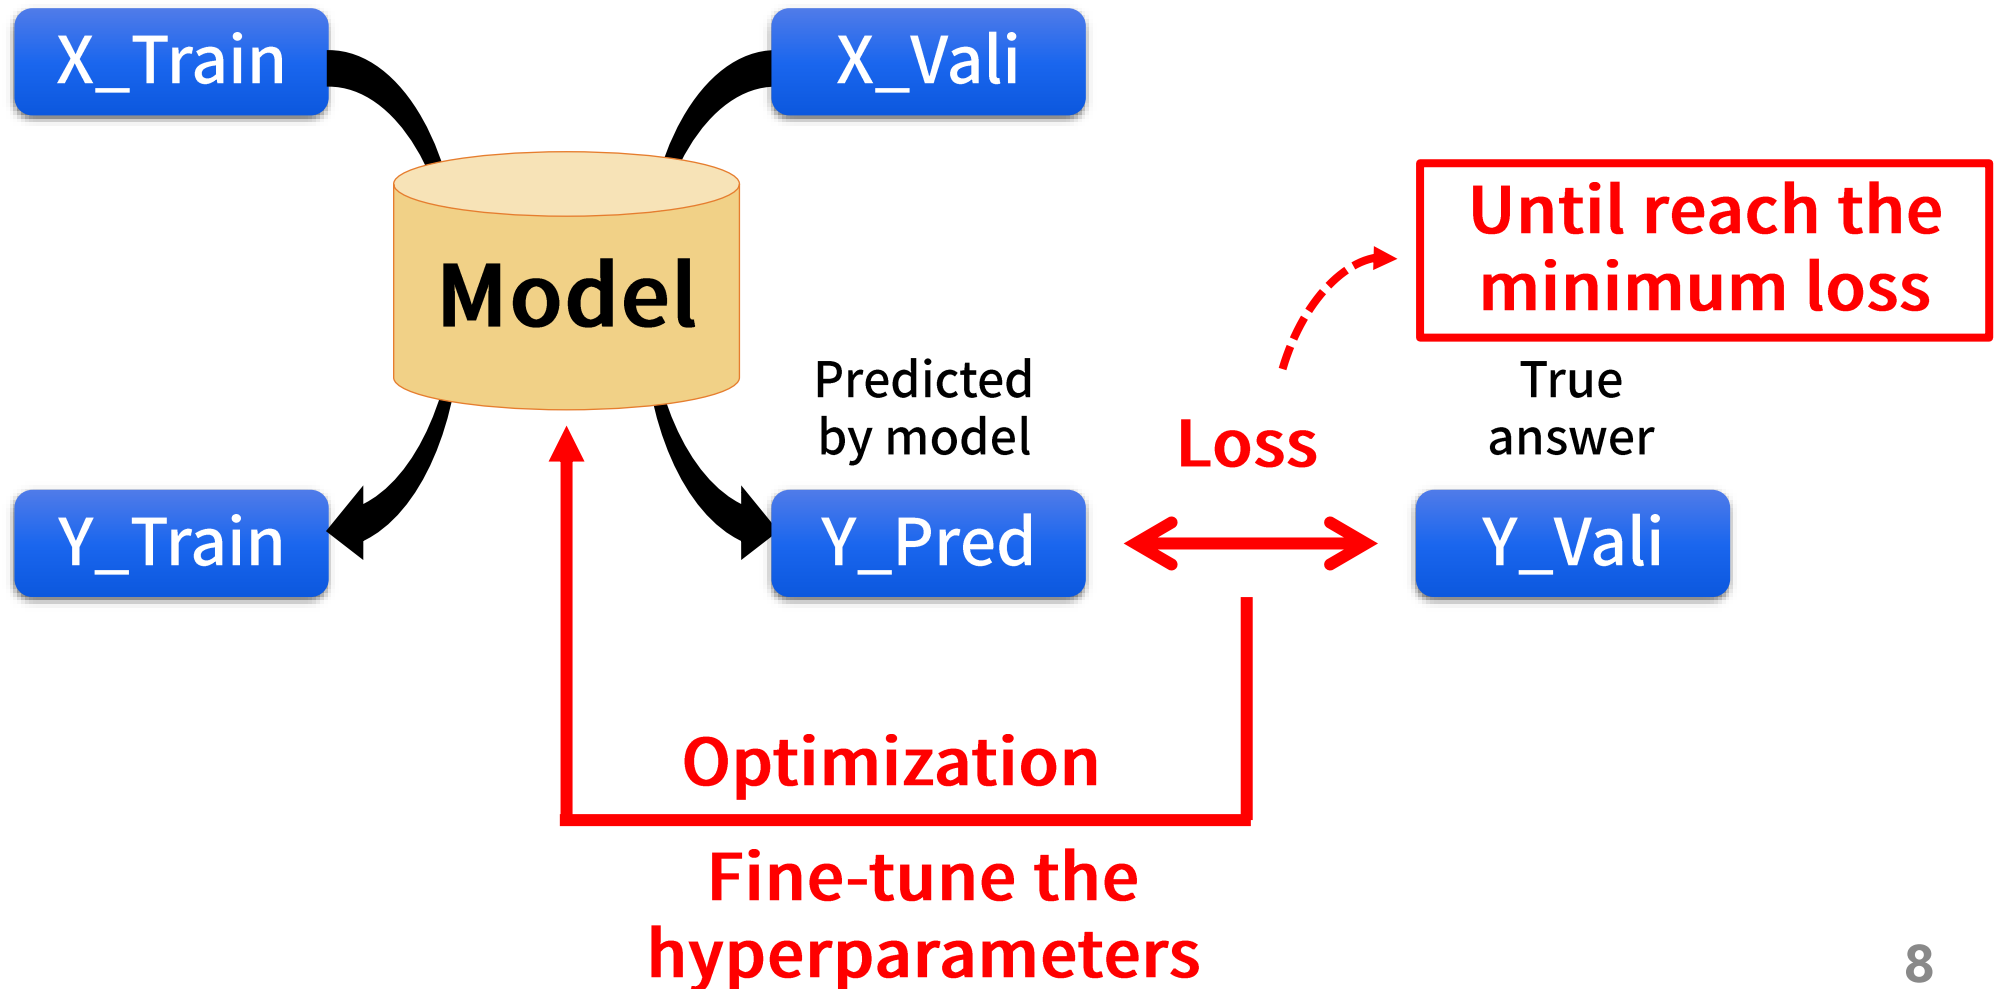 X_Train
X_Vali
Model
Until reach the
minimum loss
Predicted
by model
Loss
True
answer
Y_Train
Y_Pred
Y_Vali
Optimization
Fine-tune the
hyperparameters
8